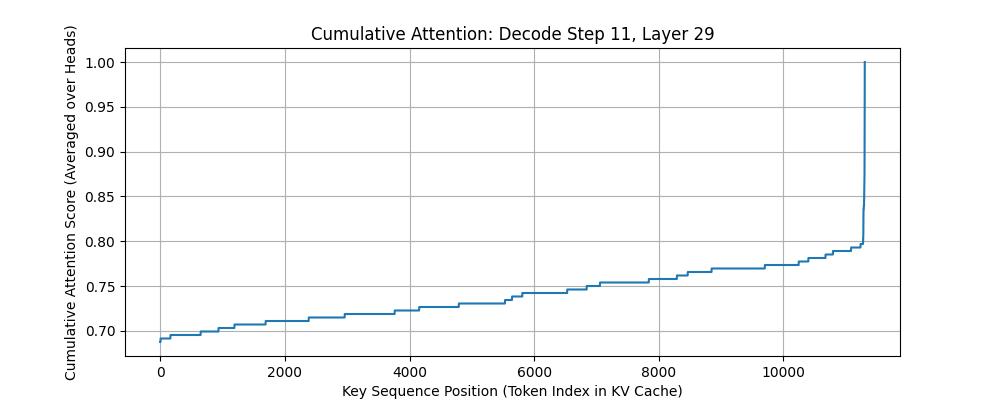 Cumulative Attention: Decode Step 11, Layer 29
Cumulative Attention Score (Averaged over Heads)
1.00
0.95
0.90
0.85
0.80
0.75
0.70
0 2000 4000 6000 8000 10000
Key Sequence Position (Token Index in KV Cache)